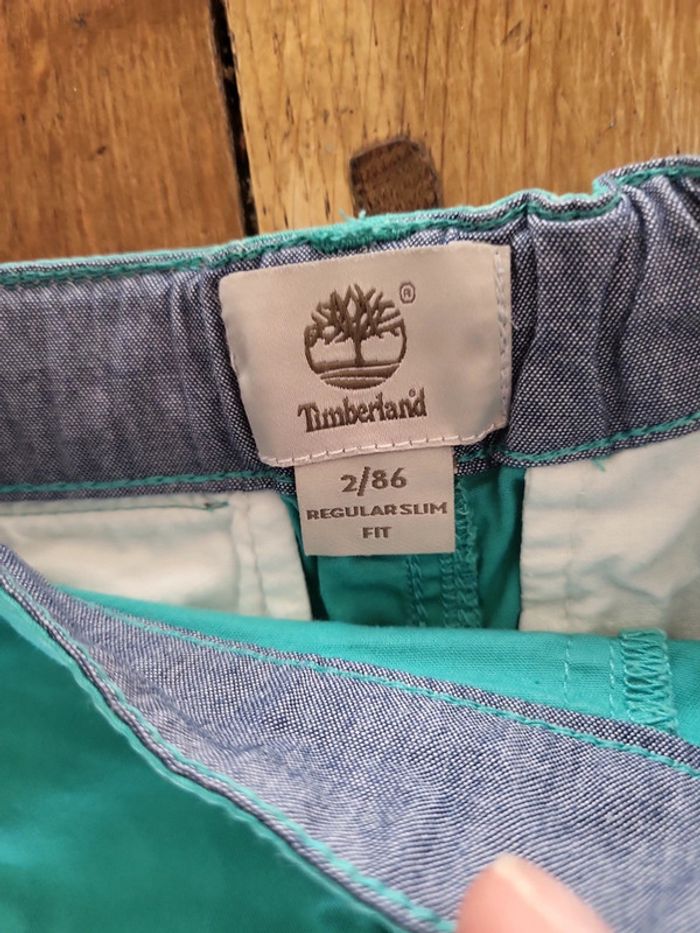 ®
Timberland®
2/86
REGULAR SLIM
FIT